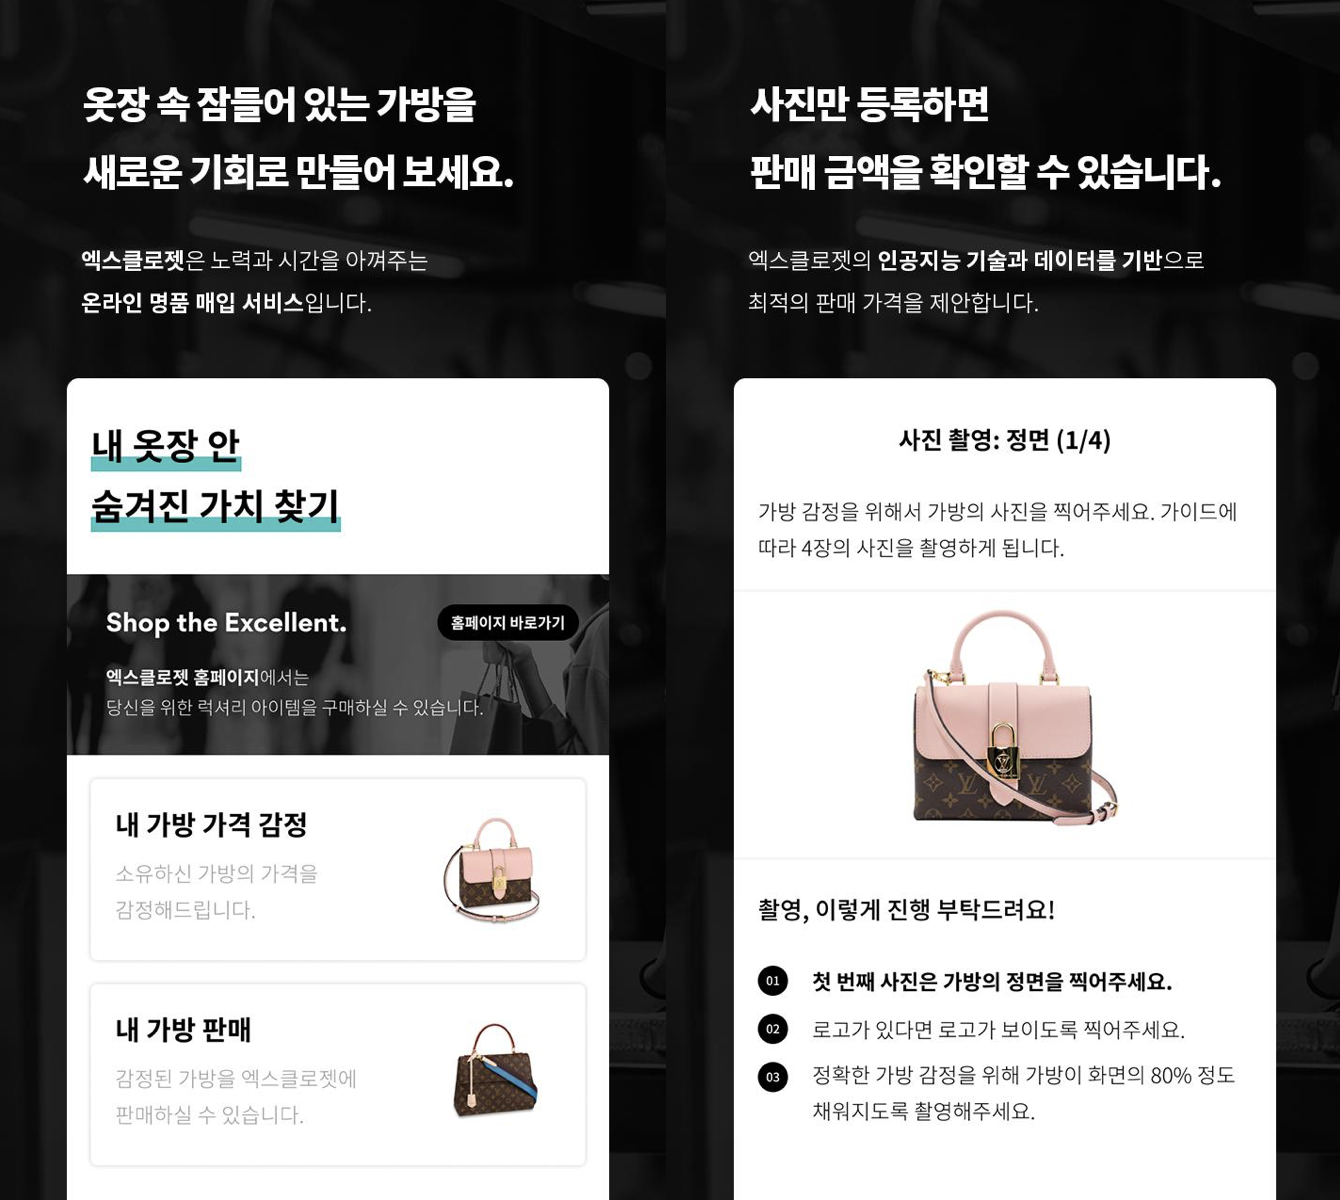 옷장 속 잠들어 있는 가방을
새로운 기회로 만들어 보세요.
엑스클로젯은 노력과 시간을 아껴주는
온라인 명품 매입 서비스입니다.
내 옷장 안
숨겨진 가치 찾기
Shop the Excellent.
홈페이지 바로가기
엑스클로젯 홈페이지에서는
당신을 위한 럭셔리 아이템을 구매하실 수 있습니다.
내 가방 가격 감정
소유하신 가방의 가격을
감정해드립니다.
내 가방 판매
감정된 가방을 엑스클로젯에
판매하실 수 있습니다.
사진만 등록하면
판매 금액을 확인할 수 있습니다.
엑스클로젯의 인공지능 기술과 데이터를 기반으로
최적의 판매 가격을 제안합니다.
사진 촬영: 정면 (1/4)
가방 감정을 위해서 가방의 사진을 찍어주세요. 가이드에
따라 4장의 사진을 촬영하게 됩니다.
촬영, 이렇게 진행 부탁드려요!
01 첫 번째 사진은 가방의 정면을 찍어주세요.
02 로고가 있다면 로고가 보이도록 찍어주세요.
03 정확한 가방 감정을 위해 가방이 화면의 80% 정도
채워지도록 촬영해주세요.